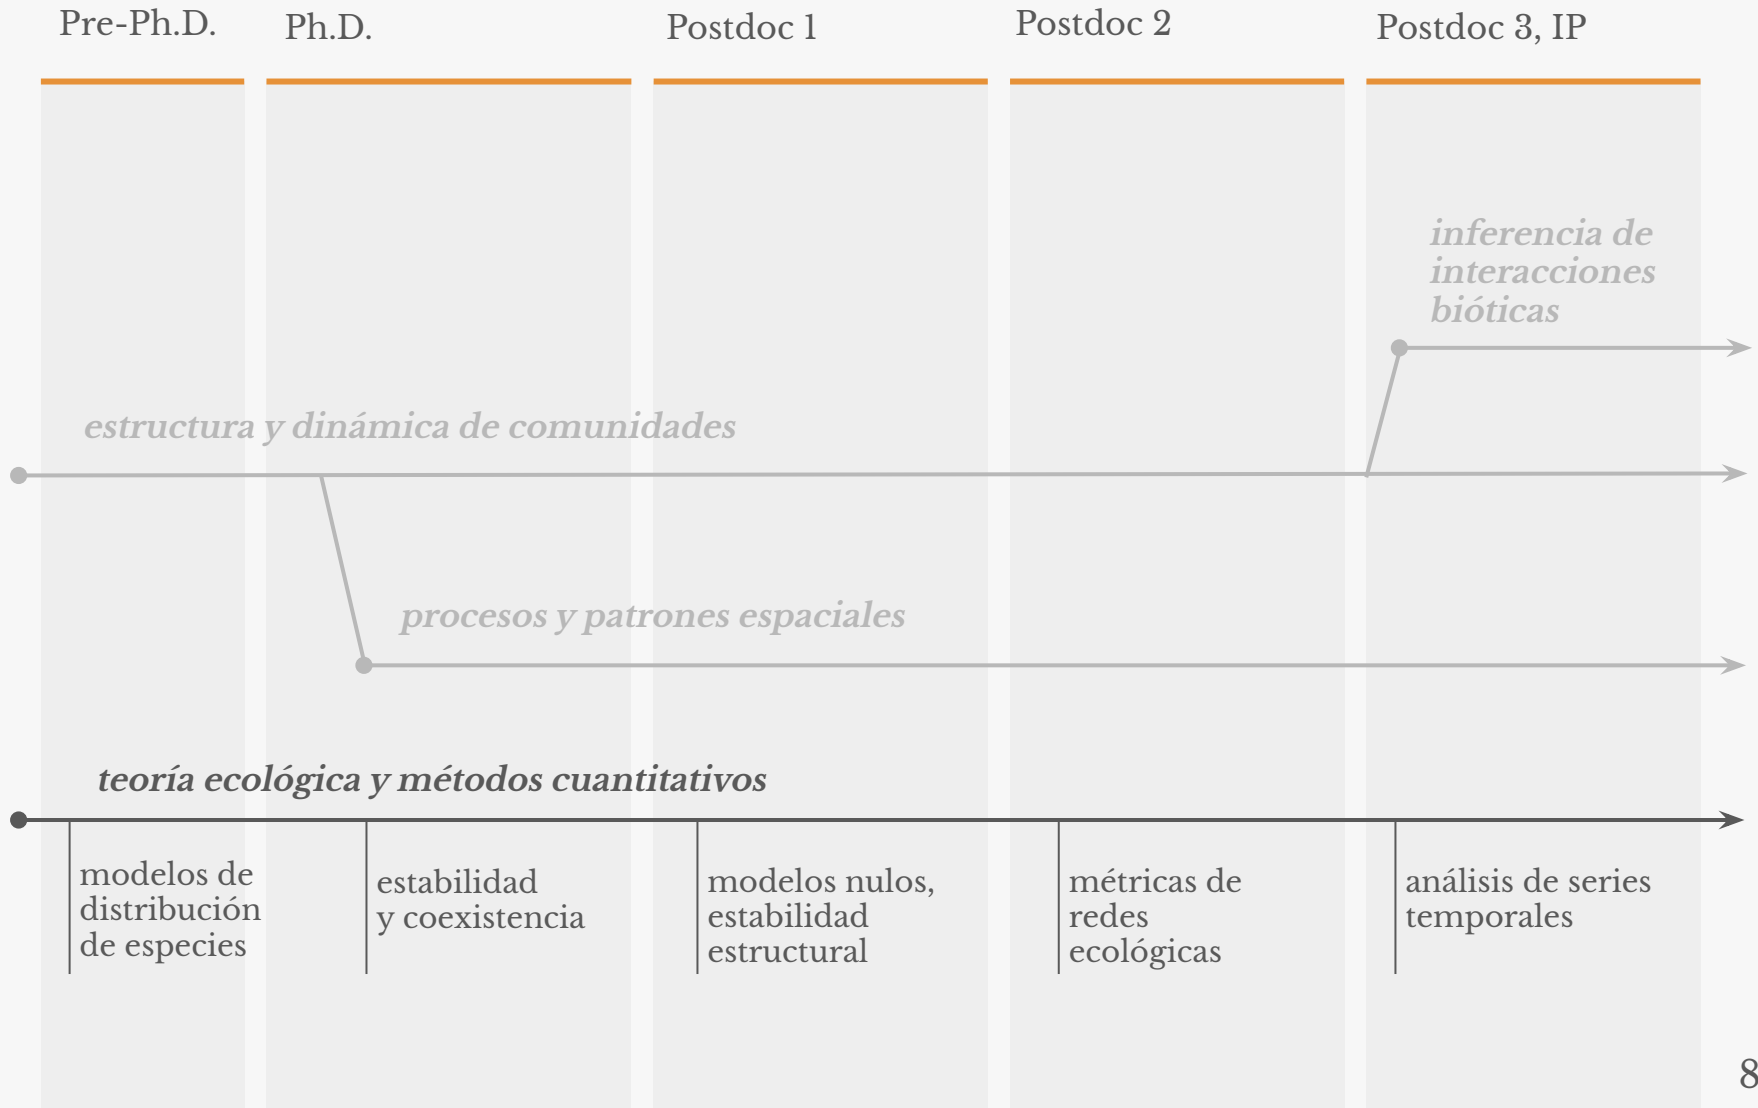 Pre-Ph.D.
Ph.D.
Postdoc 1
Postdoc 2
Postdoc 3, IP
inferencia de
interacciones
bióticas
estructura y dinámica de comunidades
procesos y patrones espaciales
teoría ecológica y métodos cuantitativos
modelos de
distribución
de especies
estabilidad
y coexistencia
modelos nulos,
estabilidad
estructural
métricas de
redes
ecológicas
análisis de series
temporales
8